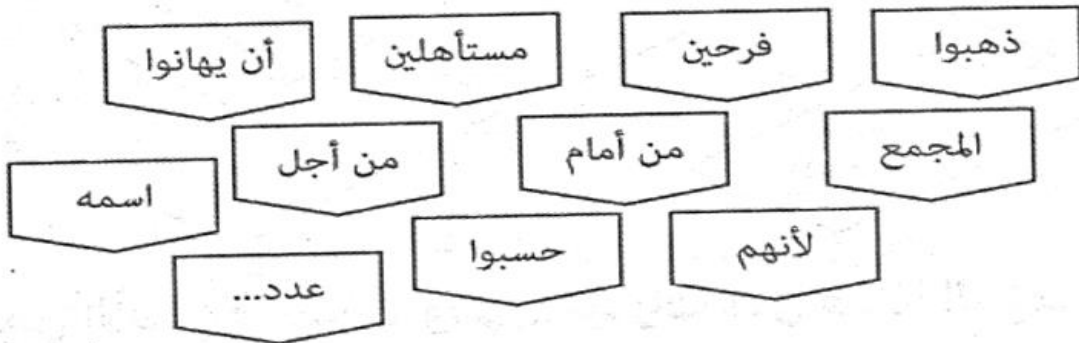 ذهبوا
فرحين
مستأهلين
أن يهانوا
المجمع
من أمام
من أجل
اسمه
لأنهم
حسبوا
عدد...